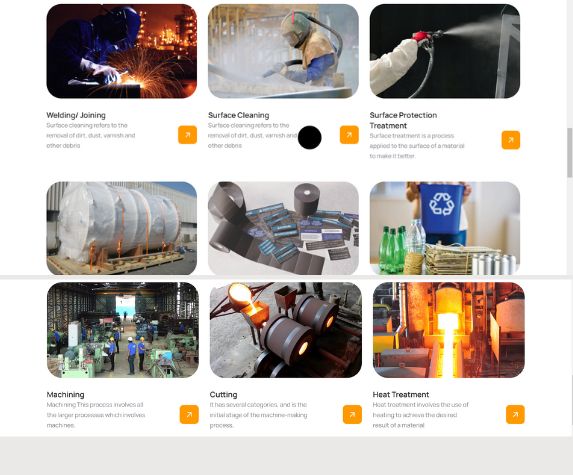 Welding/ Joining
Surface cleaning refers to the
removal of dirt, dust, varnish and
other debris
Surface Cleaning
Surface cleaning refers to the
removal of dirt, dust, varnish and
other debris
Surface Protection
Treatment
Surface treatment is a process
applied to the surface of a material
to make it better.
Machining
Machining This process involves all
the larger processes which involves
machines.
Cutting
It has several categories, and is the
initial stage of the machine-making
process.
Heat Treatment
Heat treatment involves the use of
heating to achieve the desired
result of a material